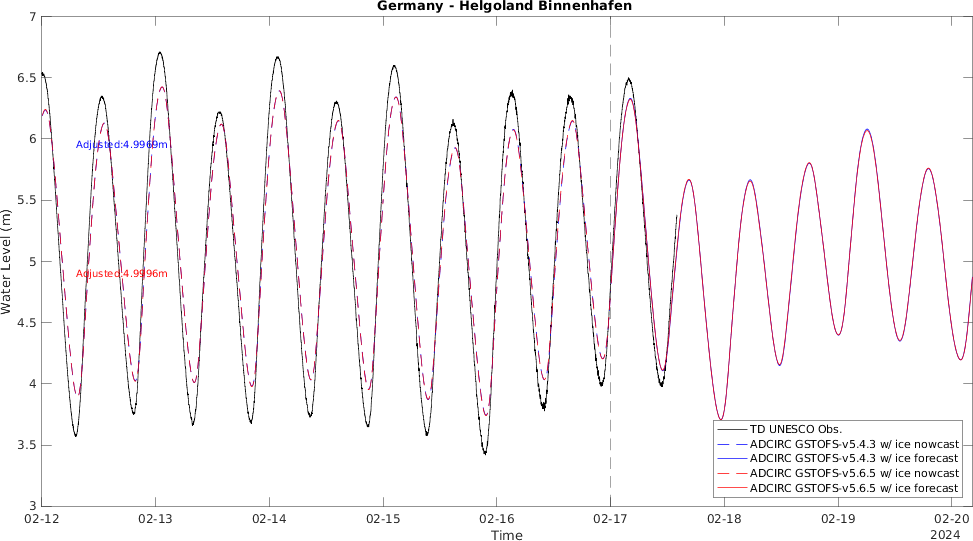 Germany - Helgoland Binnenhafen
7
6.5
6
5.5
5
4.5
4
3.5
3
Water Level (m)
Adjusted:4.9969m
Adjusted:4.9996m
TD UNESCO Obs.
ADCIRC GSTOFS-v5.4.3 w/ ice nowcast
ADCIRC GSTOFS-v5.4.3 w/ ice forecast
ADCIRC GSTOFS-v5.6.5 w/ ice nowcast
ADCIRC GSTOFS-v5.6.5 w/ ice forecast
02-12 02-13 02-14 02-15 02-16 02-17 02-18 02-19 02-20
Time
2024